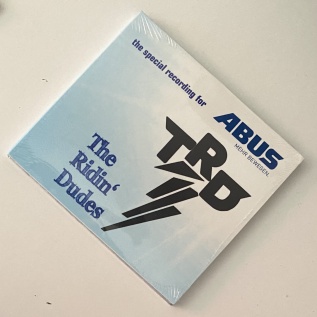 the special recording for
ABUS
MEHR BEWEGEN.
TRD
The
Ridin'
Dudes